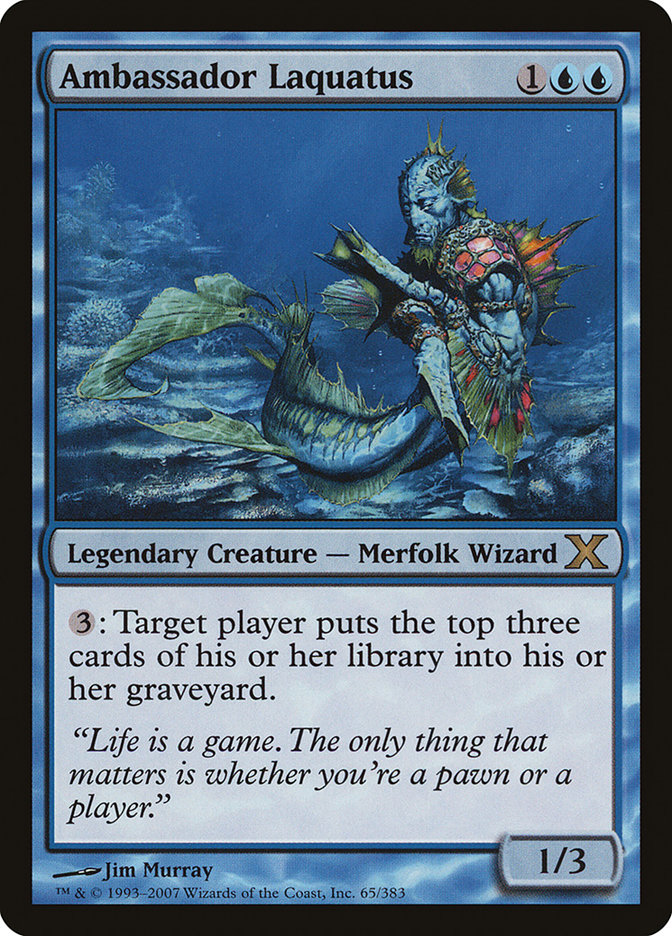 Ambassador Laquatus 1
Legendary Creature — Merfolk Wizard X
3: Target player puts the top three
cards of his or her library into his or
her graveyard.
“Life is a game. The only thing that
matters is whether you’re a pawn or a
player.”
1/3
Jim Murray
™ & © 1993–2007 Wizards of the Coast, Inc. 65/383